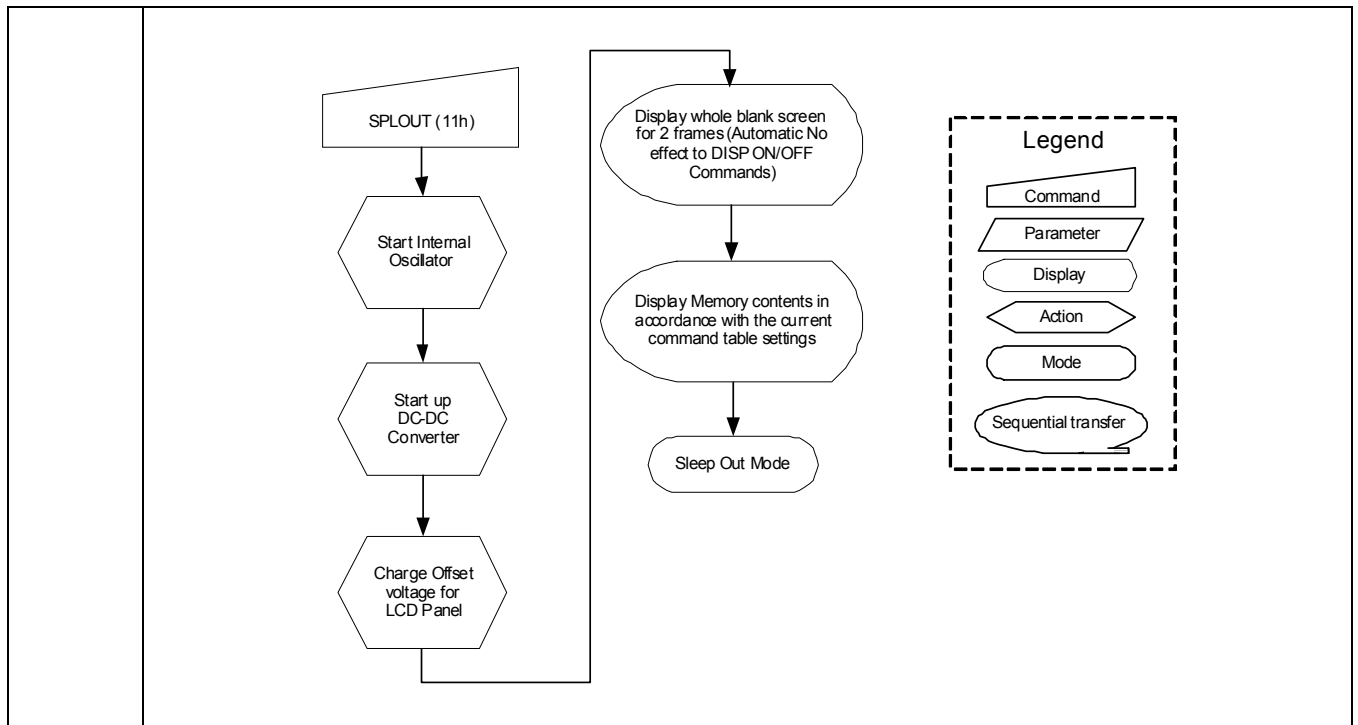 SPLOUT (11h)
Start Internal
Oscillator
Start up
DC-DC
Converter
Charge Offset
voltage for
LCD Panel
Display whole blank screen
for 2 frames (Automatic No
effect to DISP ON/OFF
Commands)
Display Memory contents in
accordance with the current
command table settings
Sleep Out Mode
Legend
Command
Parameter
Display
Action
Mode
Sequential transfer